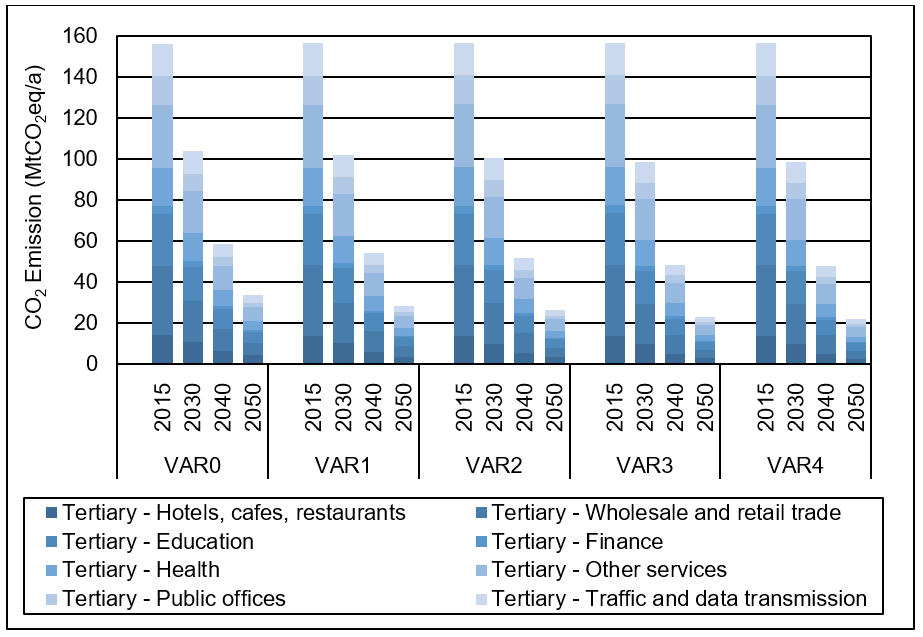 CO2 Emission (MtCO2eq/a)
160
140
120
100
80
60
40
20
0
2015 2030 2040 2050 2015 2030 2040 2050 2015 2030 2040 2050 2015 2030 2040 2050 2015 2030 2040 2050
VAR0 VAR1 VAR2 VAR3 VAR4
Tertiary - Hotels, cafes, restaurants Tertiary - Wholesale and retail trade
Tertiary - Education Tertiary - Finance
Tertiary - Health Tertiary - Other services
Tertiary - Public offices Tertiary - Traffic and data transmission